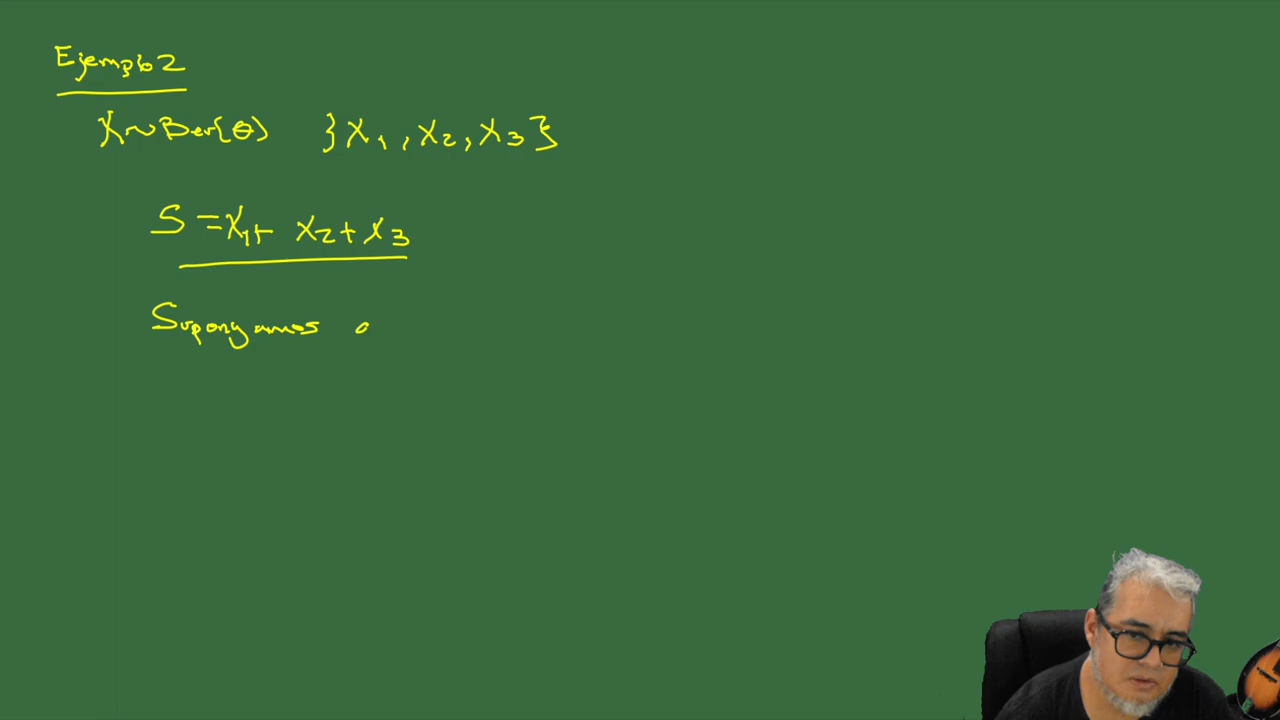 Ejemplo 2
X ~ Ber(θ) {X1, X2, X3}
S = X1 + X2 + X3
Supongamos